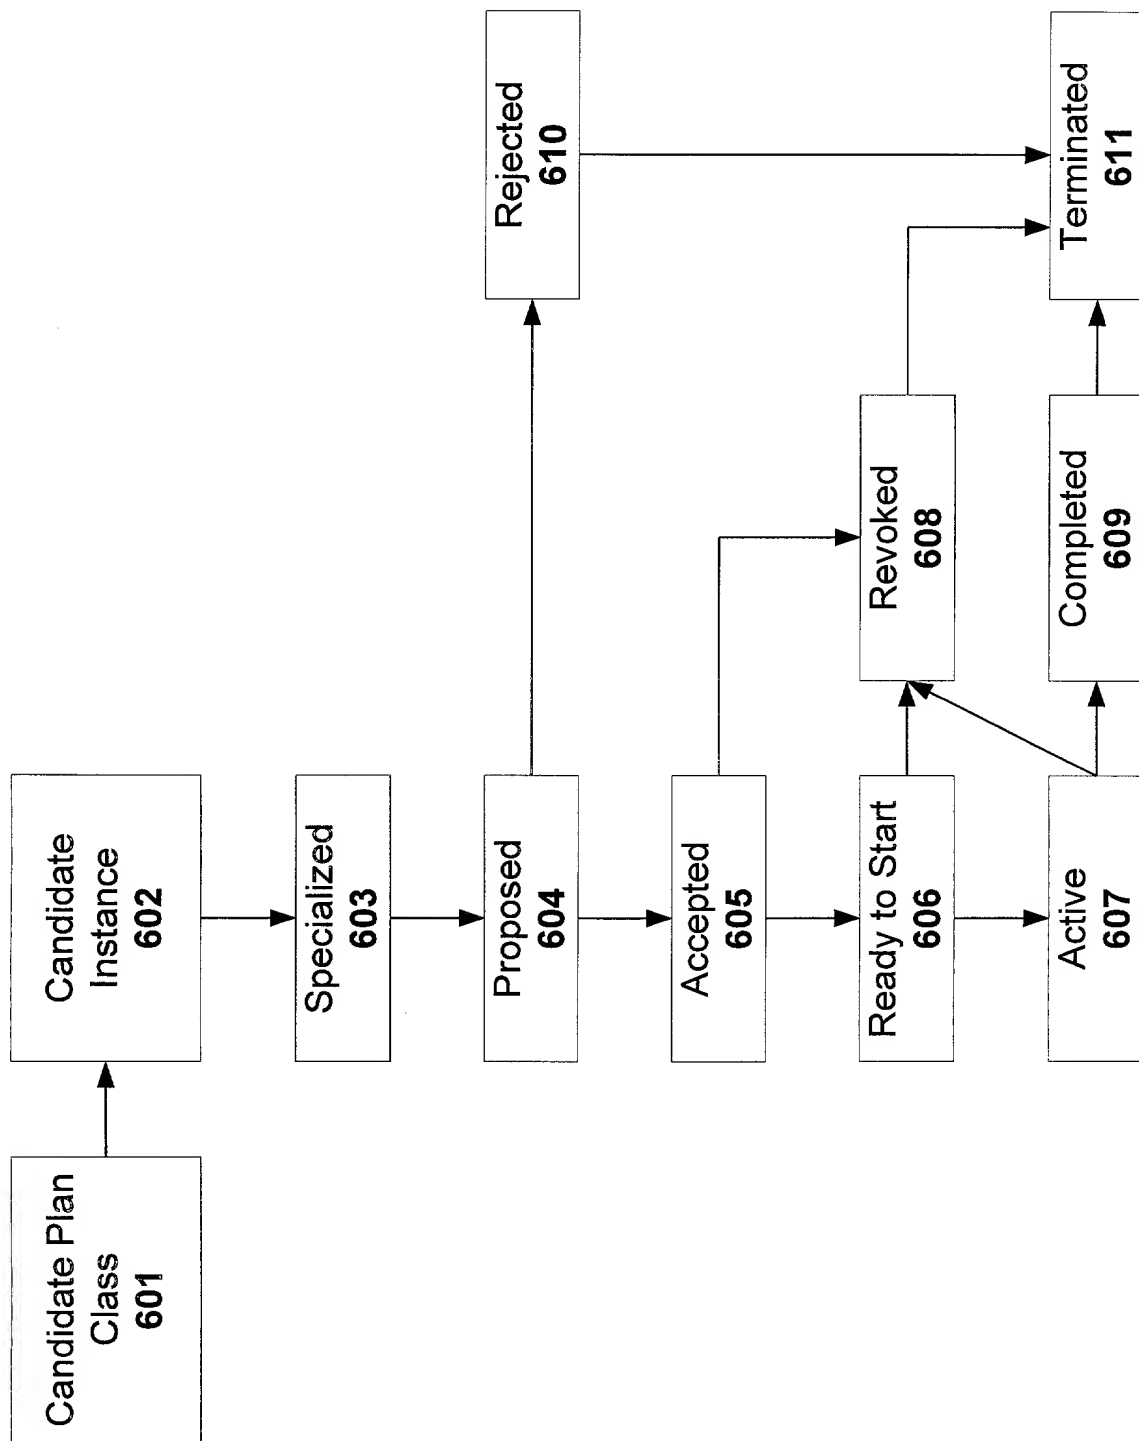 Candidate Plan
Class
601
Candidate
Instance
602
Specialized
603
Proposed
604
Accepted
605
Ready to Start
606
Active
607
Revoked
608
Completed
609
Rejected
610
Terminated
611